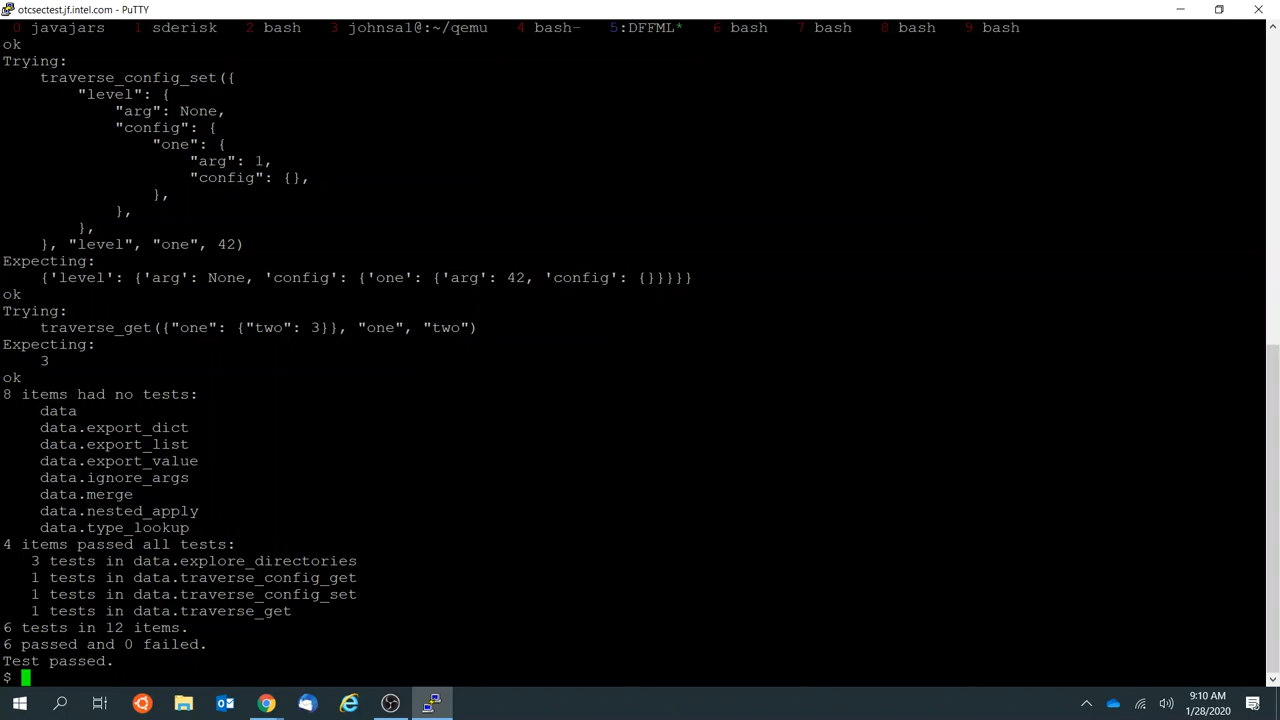 otcsectest.jf.intel.com - PuTTY
0 javajars 1 sderisk 2 bash 3 johnsal@:~/qemu 4 bash- 5:DFFML* 6 bash 7 bash 8 bash 9 bash
ok
Trying:
    traverse_config_set({
        "level": {
            "arg": None,
            "config": {
                "one": {
                    "arg": 1,
                    "config": {},
                },
            },
        },
    }, "level", "one", 42)
Expecting:
    {'level': {'arg': None, 'config': {'one': {'arg': 42, 'config': {}}}}}
ok
Trying:
    traverse_get({"one": {"two": 3}}, "one", "two")
Expecting:
    3
ok
8 items had no tests:
    data
    data.export_dict
    data.export_list
    data.export_value
    data.ignore_args
    data.merge
    data.nested_apply
    data.type_lookup
4 items passed all tests:
   3 tests in data.explore_directories
   1 tests in data.traverse_config_get
   1 tests in data.traverse_config_set
   1 tests in data.traverse_get
6 tests in 12 items.
6 passed and 0 failed.
Test passed.
$
9:10 AM
1/28/2020